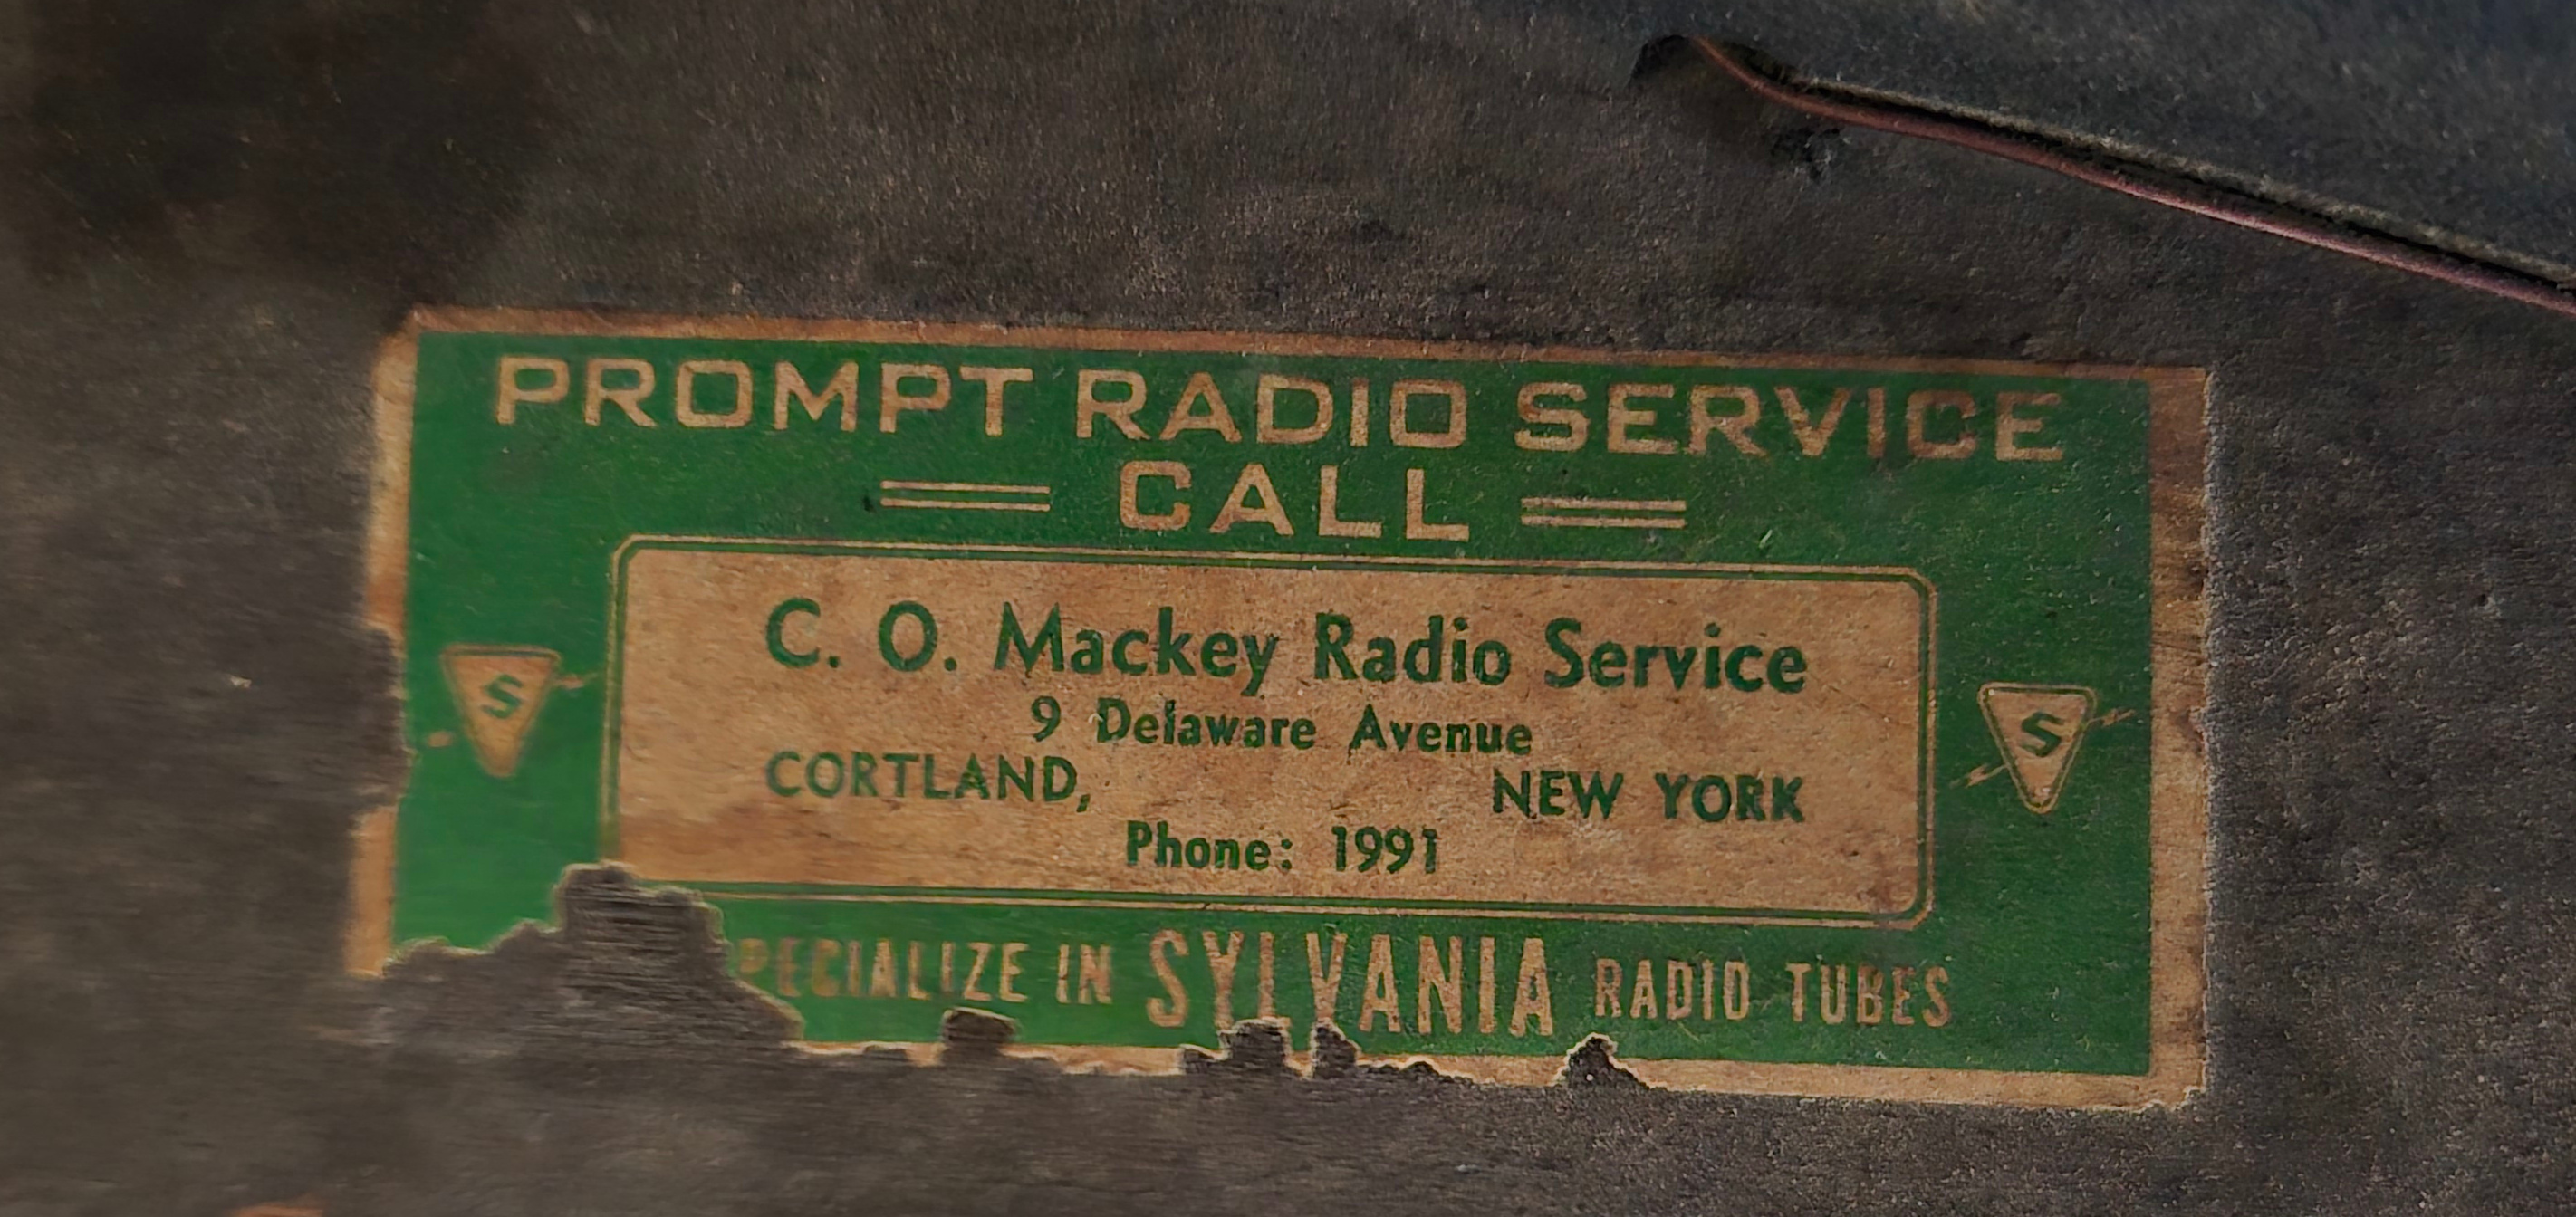 PROMPT RADIO SERVICE
CALL
C. O. Mackey Radio Service
9 Delaware Avenue
CORTLAND, NEW YORK
Phone: 1991
S
S
PECIALIZE IN SYLVANIA RADIO TUBES